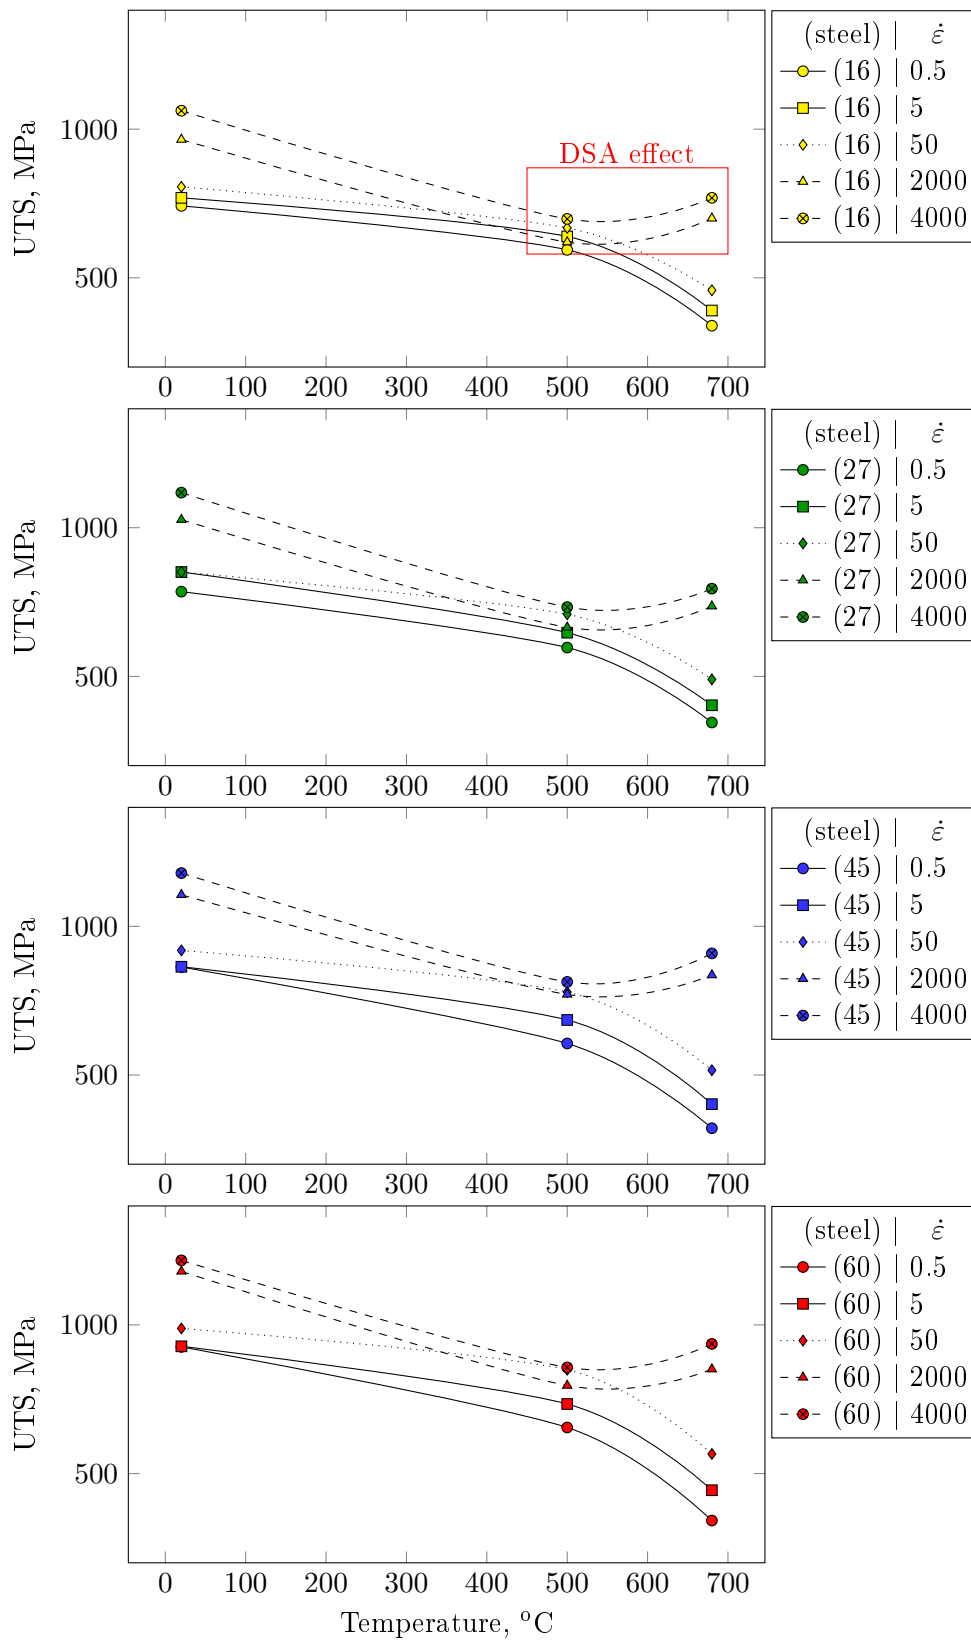 (steel) | ε̇
(16) | 0.5
(16) | 5
(16) | 50
(16) | 2000
(16) | 4000
UTS, MPa
1000
500
DSA effect
0 100 200 300 400 500 600 700
(steel) | ε̇
(27) | 0.5
(27) | 5
(27) | 50
(27) | 2000
(27) | 4000
UTS, MPa
1000
500
0 100 200 300 400 500 600 700
(steel) | ε̇
(45) | 0.5
(45) | 5
(45) | 50
(45) | 2000
(45) | 4000
UTS, MPa
1000
500
0 100 200 300 400 500 600 700
(steel) | ε̇
(60) | 0.5
(60) | 5
(60) | 50
(60) | 2000
(60) | 4000
UTS, MPa
1000
500
0 100 200 300 400 500 600 700
Temperature, ºC